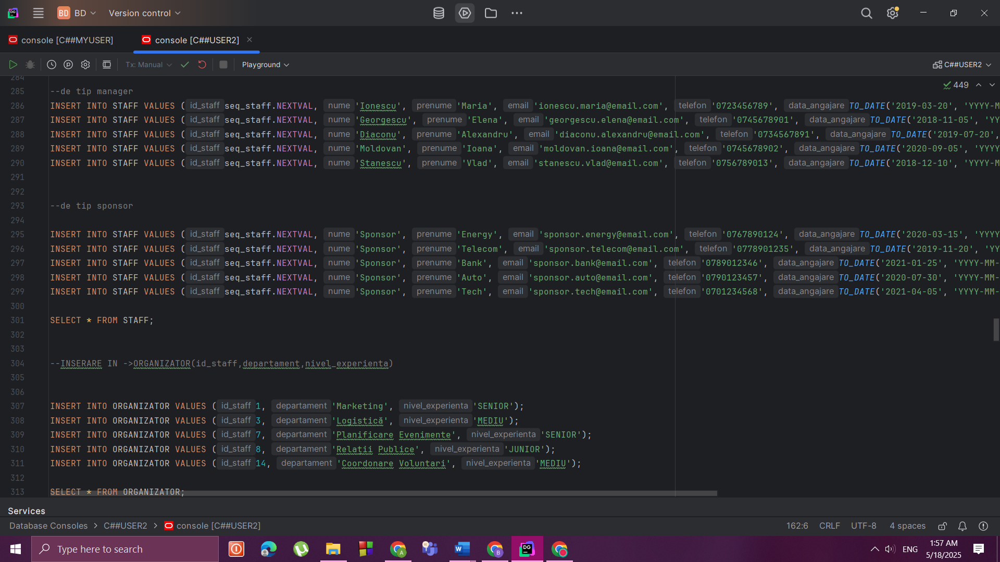 BD BD Version control
console [C##MYUSER] console [C##USER2]
Tx: Manual Playground C##USER2
449
284
285 --de tip manager
286 INSERT INTO STAFF VALUES ( id_staff seq_staff.NEXTVAL, nume 'Ionescu', prenume 'Maria', email 'ionescu.maria@email.com', telefon '0723456789', data_angajare TO_DATE('2019-03-20', 'YYYY-M
287 INSERT INTO STAFF VALUES ( id_staff seq_staff.NEXTVAL, nume 'Georgescu', prenume 'Elena', email 'georgescu.elena@email.com', telefon '0745678901', data_angajare TO_DATE('2018-11-05', 'YY
288 INSERT INTO STAFF VALUES ( id_staff seq_staff.NEXTVAL, nume 'Diaconu', prenume 'Alexandru', email 'diaconu.alexandru@email.com', telefon '0734567891', data_angajare TO_DATE('2019-07-20',
289 INSERT INTO STAFF VALUES ( id_staff seq_staff.NEXTVAL, nume 'Moldovan', prenume 'Ioana', email 'moldovan.ioana@email.com', telefon '0745678902', data_angajare TO_DATE('2020-09-05', 'YYYY
290 INSERT INTO STAFF VALUES ( id_staff seq_staff.NEXTVAL, nume 'Stanescu', prenume 'Vlad', email 'stanescu.vlad@email.com', telefon '0756789013', data_angajare TO_DATE('2018-12-10', 'YYYY-M
291
292
293 --de tip sponsor
294
295 INSERT INTO STAFF VALUES ( id_staff seq_staff.NEXTVAL, nume 'Sponsor', prenume 'Energy', email 'sponsor.energy@email.com', telefon '0767890124', data_angajare TO_DATE('2020-03-15', 'YYYY
296 INSERT INTO STAFF VALUES ( id_staff seq_staff.NEXTVAL, nume 'Sponsor', prenume 'Telecom', email 'sponsor.telecom@email.com', telefon '0778901235', data_angajare TO_DATE('2019-11-20', 'YY
297 INSERT INTO STAFF VALUES ( id_staff seq_staff.NEXTVAL, nume 'Sponsor', prenume 'Bank', email 'sponsor.bank@email.com', telefon '0789012346', data_angajare TO_DATE('2021-01-25', 'YYYY-MM-
298 INSERT INTO STAFF VALUES ( id_staff seq_staff.NEXTVAL, nume 'Sponsor', prenume 'Auto', email 'sponsor.auto@email.com', telefon '0790123457', data_angajare TO_DATE('2020-07-30', 'YYYY-MM-
299 INSERT INTO STAFF VALUES ( id_staff seq_staff.NEXTVAL, nume 'Sponsor', prenume 'Tech', email 'sponsor.tech@email.com', telefon '0701234568', data_angajare TO_DATE('2021-04-05', 'YYYY-MM-
300
301 SELECT * FROM STAFF;
302
303
304 --INSERARE IN ->ORGANIZATOR(id_staff,departament,nivel_experienta)
305
306
307 INSERT INTO ORGANIZATOR VALUES ( id_staff 1, departament 'Marketing', nivel_experienta 'SENIOR');
308 INSERT INTO ORGANIZATOR VALUES ( id_staff 3, departament 'Logistică', nivel_experienta 'MEDIU');
309 INSERT INTO ORGANIZATOR VALUES ( id_staff 7, departament 'Planificare Evenimente', nivel_experienta 'SENIOR');
310 INSERT INTO ORGANIZATOR VALUES ( id_staff 8, departament 'Relații Publice', nivel_experienta 'JUNIOR');
311 INSERT INTO ORGANIZATOR VALUES ( id_staff 14, departament 'Coordonare Voluntari', nivel_experienta 'MEDIU');
312
313 SELECT * FROM ORGANIZATOR;
Services
Database Consoles > C##USER2 > console [C##USER2] 162:6 CRLF UTF-8 4 spaces
Type here to search ENG 1:57 AM
5/18/2025